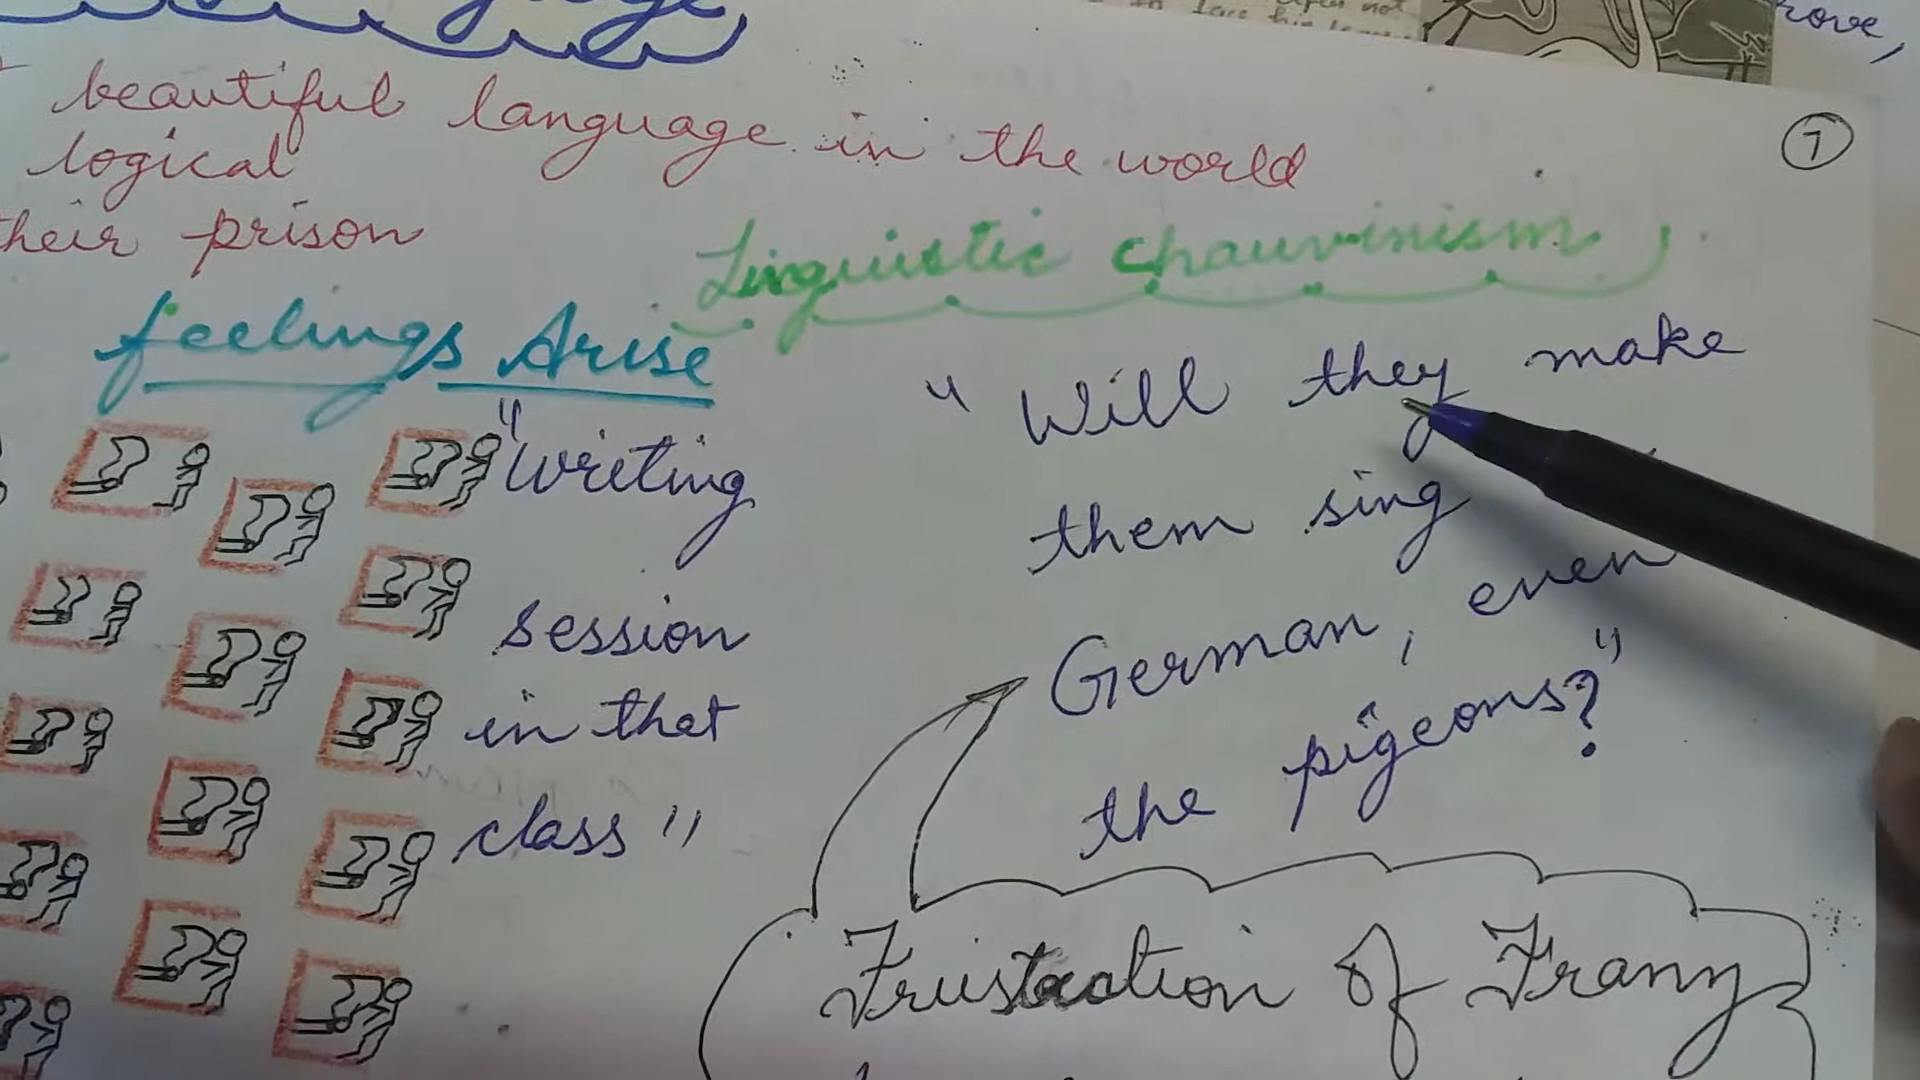 rove,
beautiful language in the world
logical
their prison
7
Linguistic Chauvinism
feelings Arise
"Writing
session
in that
class"
"Will they make
them sing
German, even
the pigeons?"
Frustration of Franz